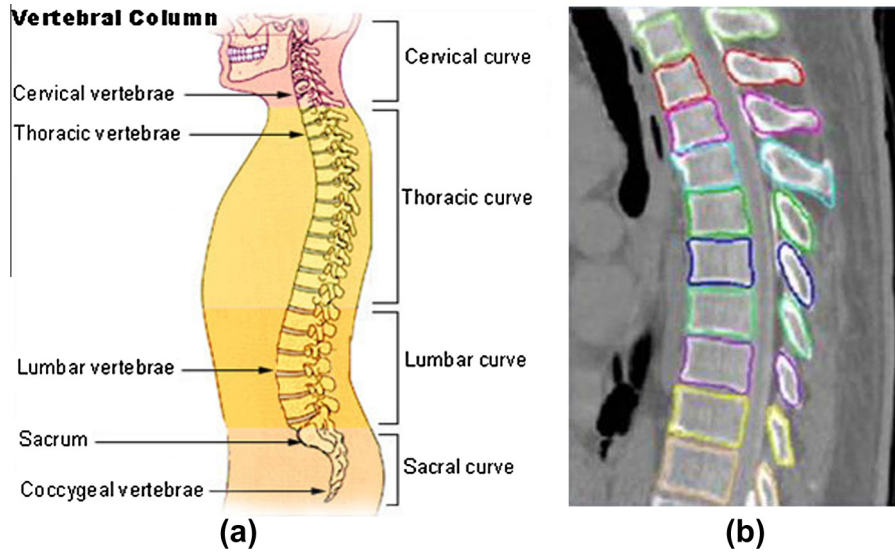 Vertebral Column
Cervical curve
Cervical vertebrae
Thoracic vertebrae
Thoracic curve
Lumbar vertebrae
Lumbar curve
Sacrum
Sacral curve
Coccygeal vertebrae
(a)
(b)